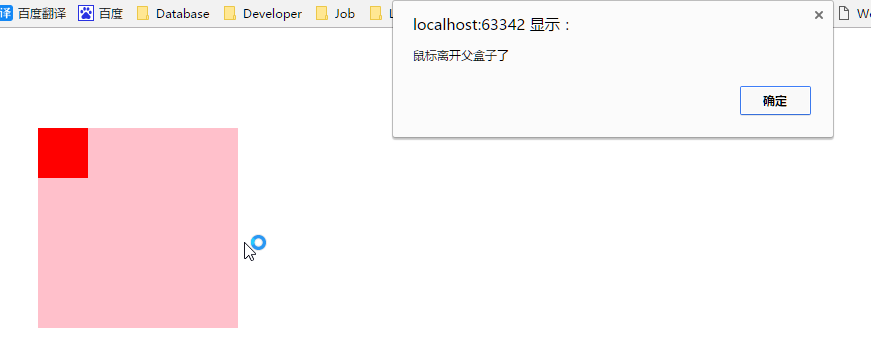 译 百度翻译 百度 Database Developer Job L
localhost:63342 显示：
鼠标离开父盒子了
确定